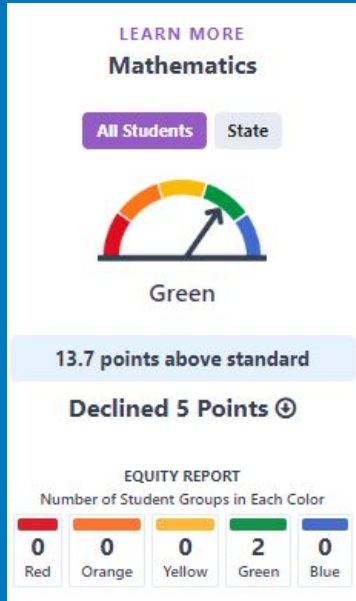 LEARN MORE
Mathematics
All Students State
Green
13.7 points above standard
Declined 5 Points
EQUITY REPORT
Number of Student Groups in Each Color
0 0 0 2 0
Red Orange Yellow Green Blue